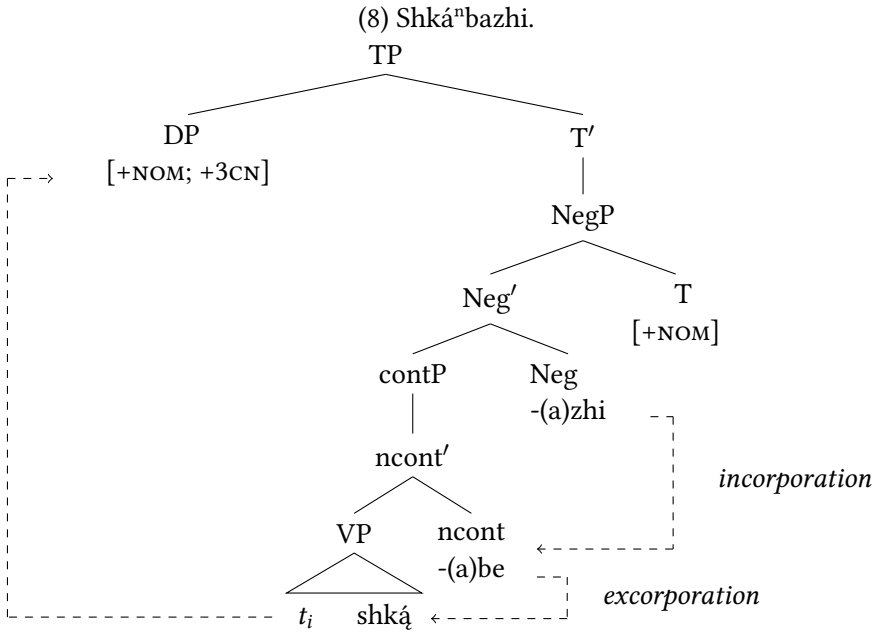 (8) Shkáⁿbazhi.
TP
DP T′
[+NOM; +3CN]
NegP
Neg′ T
[+NOM]
contP Neg
-(a)zhi
ncont′
incorporation
VP ncont
-(a)be
excorporation
tᵢ shką́